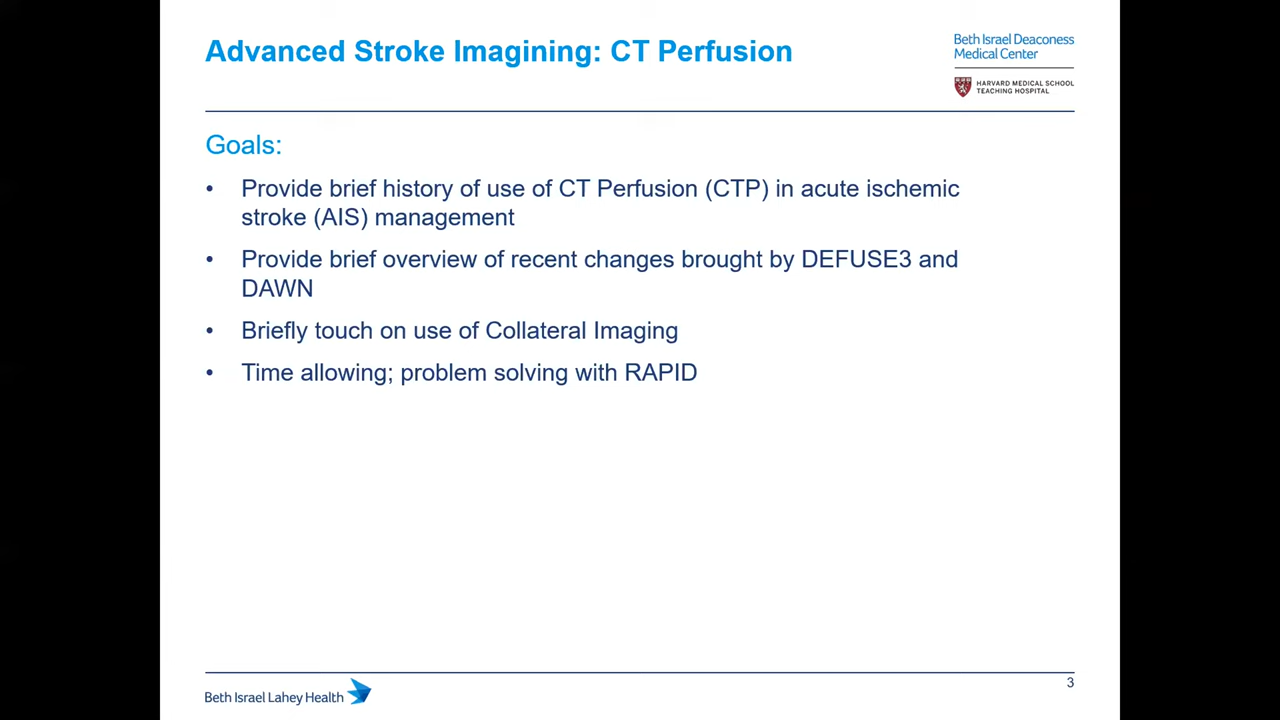 Advanced Stroke Imagining: CT Perfusion
Beth Israel Deaconess
Medical Center
HARVARD MEDICAL SCHOOL
TEACHING HOSPITAL
Goals:
• Provide brief history of use of CT Perfusion (CTP) in acute ischemic
stroke (AIS) management
• Provide brief overview of recent changes brought by DEFUSE3 and
DAWN
• Briefly touch on use of Collateral Imaging
• Time allowing; problem solving with RAPID
3
Beth Israel Lahey Health